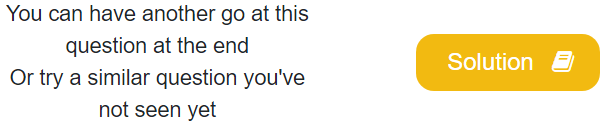 You can have another go at this
question at the end
Or try a similar question you've
not seen yet
Solution